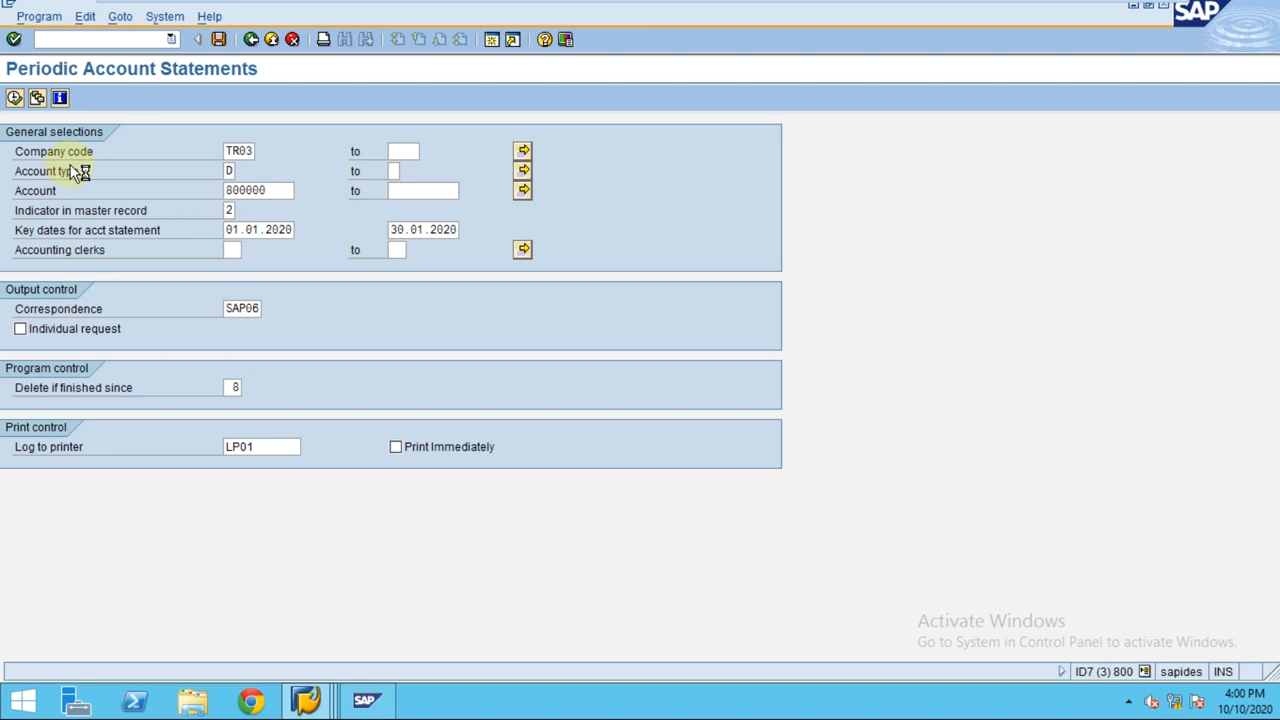 Program Edit Goto System Help
SAP
Periodic Account Statements
General selections
Company code TR03 to
Account typ D to
Account 800000 to
Indicator in master record 2
Key dates for acct statement 01.01.2020 30.01.2020
Accounting clerks to
Output control
Correspondence SAP06
Individual request
Program control
Delete if finished since 8
Print control
Log to printer LP01 Print Immediately
Activate Windows
Go to System in Control Panel to activate Windows.
ID7 (3) 800 sapides INS
SAP
4:00 PM
10/10/2020